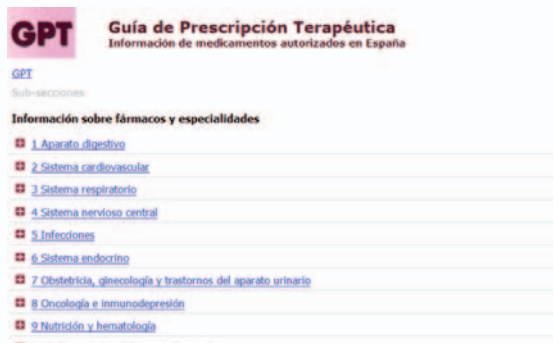 GPT
Guía de Prescripción Terapéutica
Información de medicamentos autorizados en España
GPT
Sub-secciones
Información sobre fármacos y especialidades
1 Aparato digestivo
2 Sistema cardiovascular
3 Sistema respiratorio
4 Sistema nervioso central
5 Infecciones
6 Sistema endocrino
7 Obstetricia, ginecología y trastornos del aparato urinario
8 Oncología e inmunodepresión
9 Nutrición y hematología